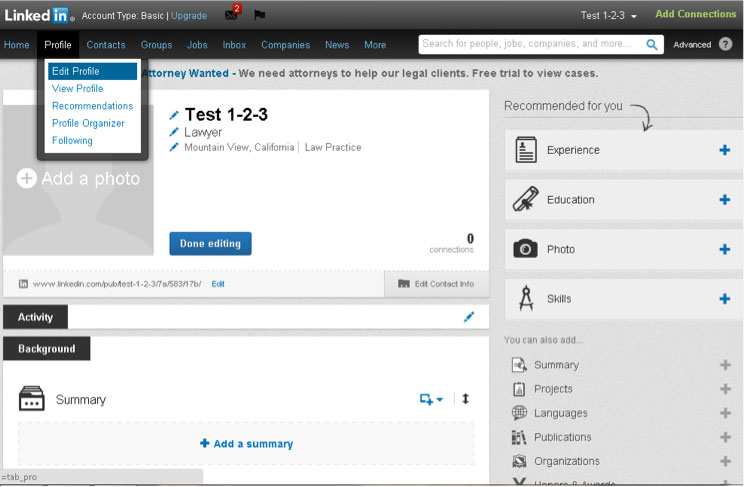 Linked in® Account Type: Basic | Upgrade 2 Test 1-2-3 Add Connections
Home Profile Contacts Groups Jobs Inbox Companies News More Search for people, jobs, companies, and more... Advanced ?
Edit Profile
View Profile
Recommendations
Profile Organizer
Following
Attorney Wanted - We need attorneys to help our legal clients. Free trial to view cases.
Test 1-2-3
Lawyer
Mountain View, California | Law Practice
Add a photo
Done editing
0
connections
in www.linkedin.com/pub/test-1-2-3/7a/583/17b/ Edit
Edit Contact Info
Activity
Background
Summary
Add a summary
Recommended for you
Experience
Education
Photo
Skills
You can also add...
Summary
Projects
Languages
Publications
Organizations
Honors & Awards
=tab_pro